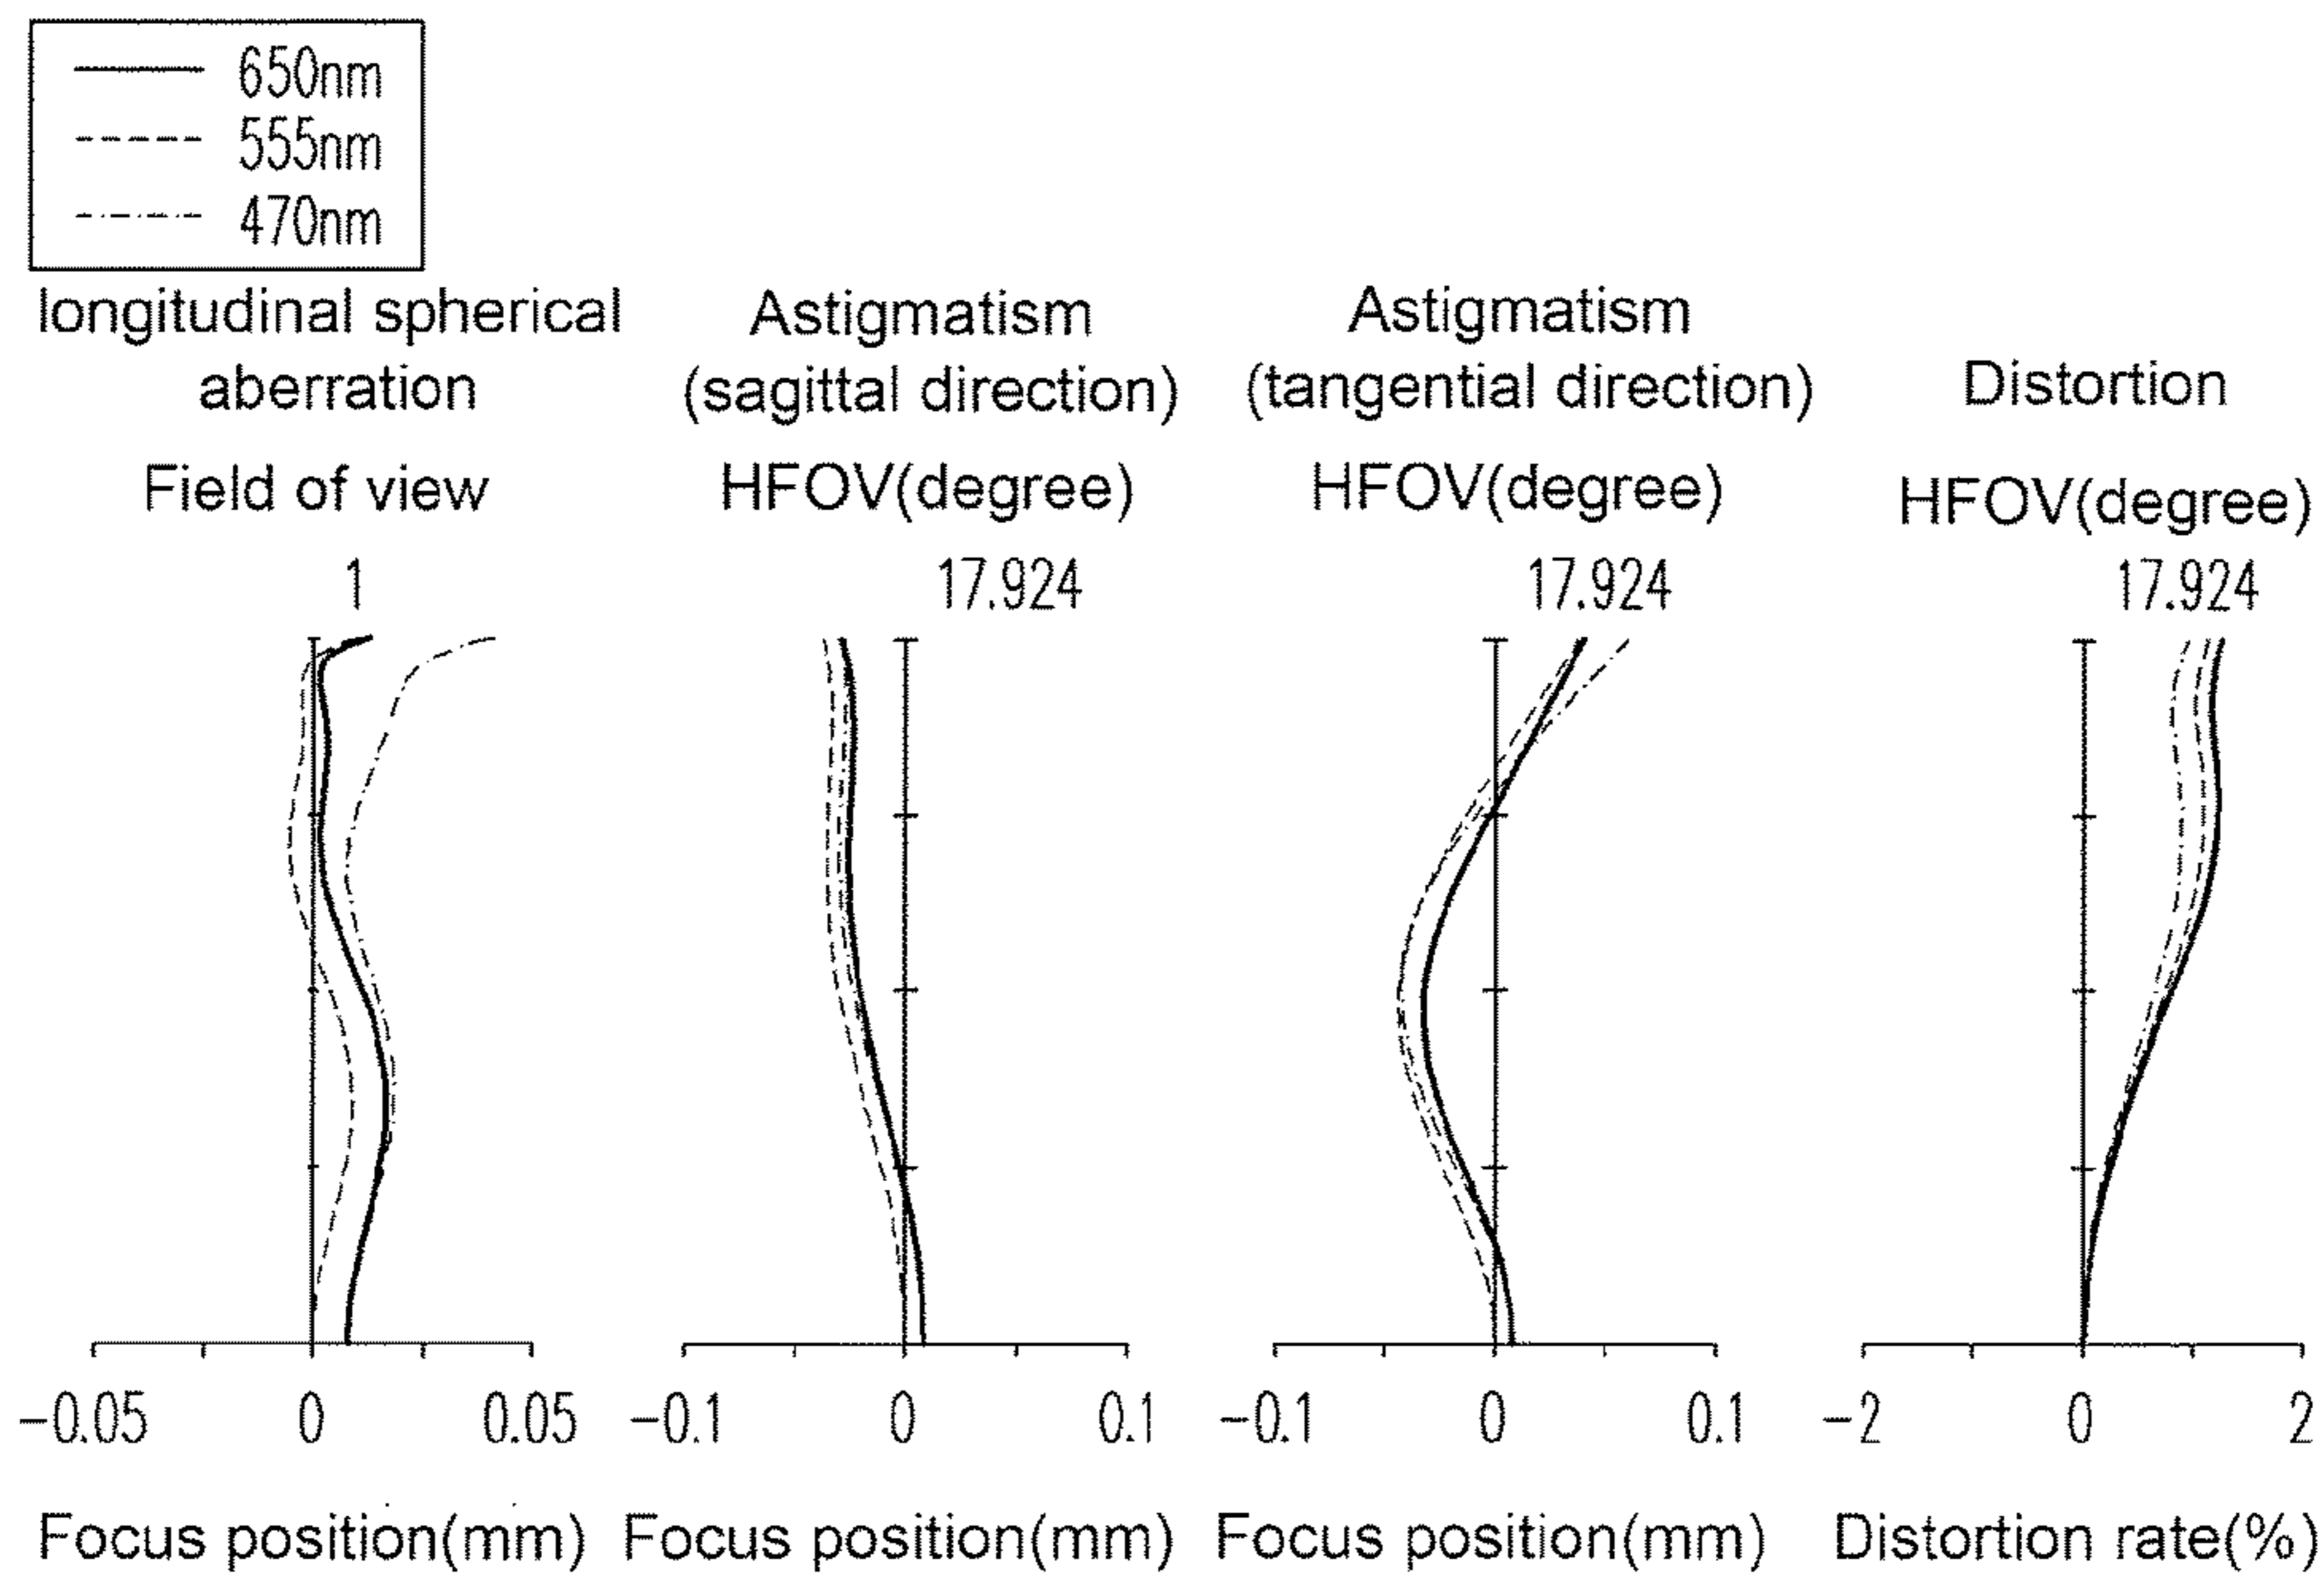 650nm
555nm
470nm
longitudinal spherical
aberration
Field of view
1
Astigmatism
(sagittal direction)
HFOV(degree)
17.924
Astigmatism
(tangential direction)
HFOV(degree)
17.924
Distortion
HFOV(degree)
17.924
-0.05 0 0.05
Focus position(mm)
-0.1 0 0.1
Focus position(mm)
-0.1 0 0.1
Focus position(mm)
-2 0 2
Distortion rate(%)